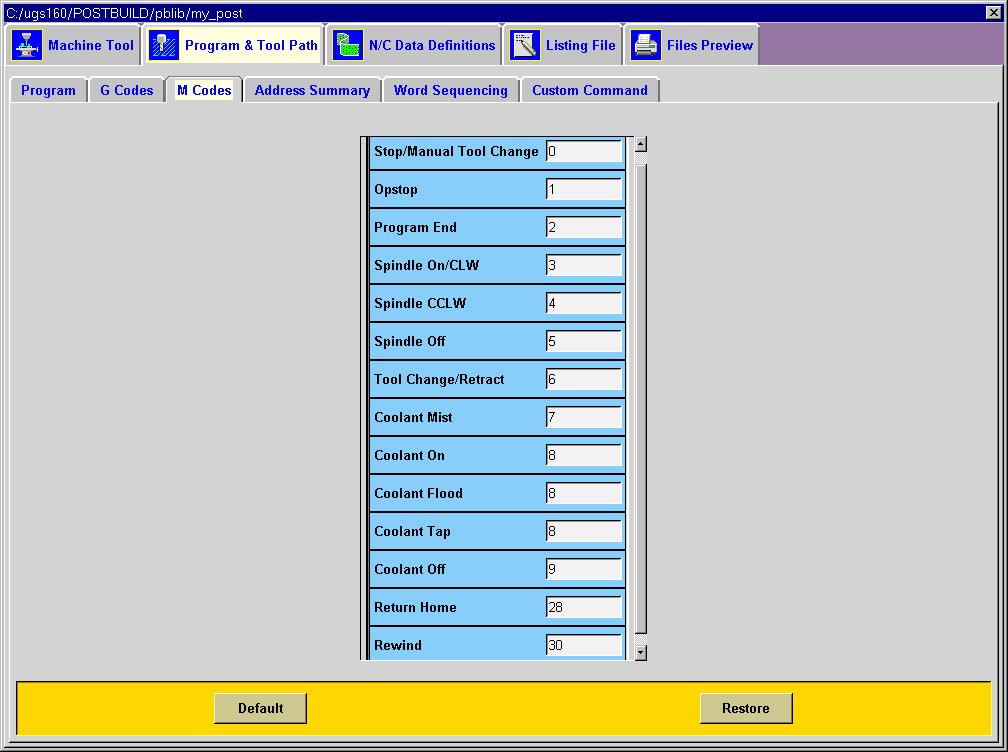 C:/ugs160/POSTBUILD/pblib/my_post
Machine Tool Program & Tool Path N/C Data Definitions Listing File Files Preview
Program G Codes M Codes Address Summary Word Sequencing Custom Command
Stop/Manual Tool Change 0
Opstop 1
Program End 2
Spindle On/CLW 3
Spindle CCLW 4
Spindle Off 5
Tool Change/Retract 6
Coolant Mist 7
Coolant On 8
Coolant Flood 8
Coolant Tap 8
Coolant Off 9
Return Home 28
Rewind 30
Default Restore